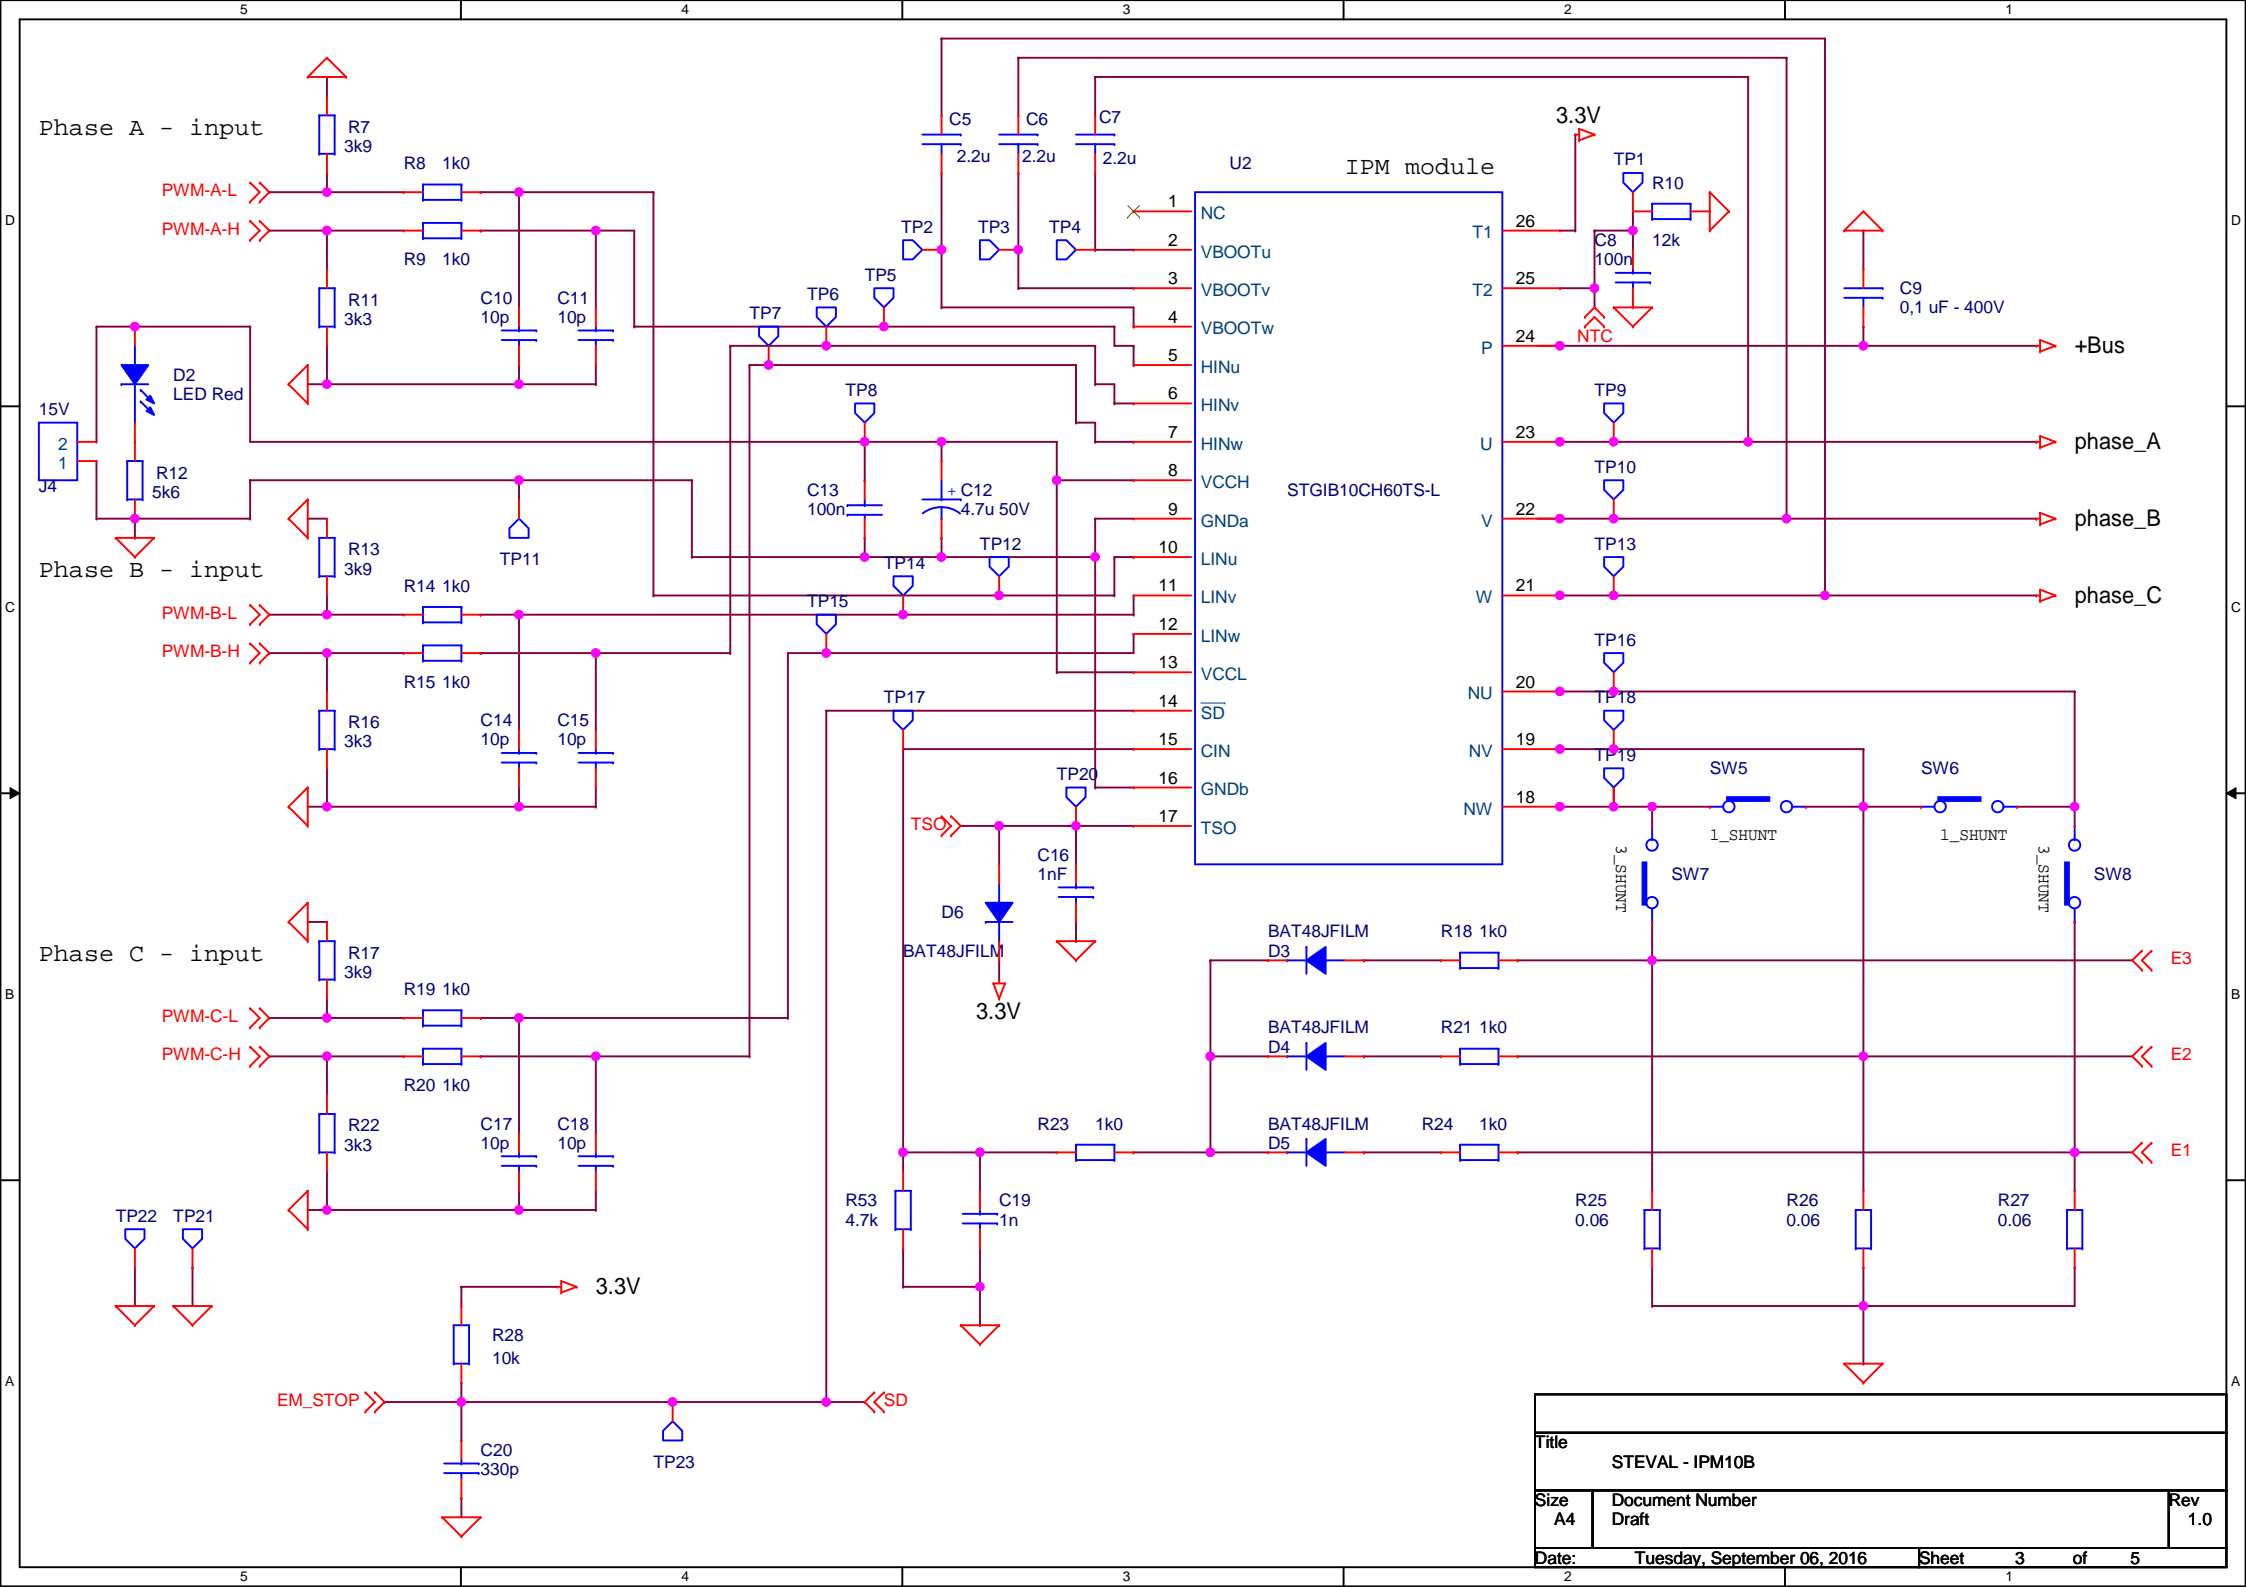 5
4
3
2
1
D
C
B
A
D
C
B
A
Phase A - input
R7
3k9
R8 1k0
PWM-A-L
PWM-A-H
R9 1k0
R11
3k3
C10
10p
C11
10p
15V
2
1
J4
D2
LED Red
R12
5k6
Phase B - input
R13
3k9
R14 1k0
PWM-B-L
PWM-B-H
R15 1k0
R16
3k3
C14
10p
C15
10p
Phase C - input
R17
3k9
R19 1k0
PWM-C-L
PWM-C-H
R20 1k0
R22
3k3
C17
10p
C18
10p
TP22
TP21
3.3V
R28
10k
EM_STOP
SD
TP23
C20
330p
C5
2.2u
C6
2.2u
C7
2.2u
TP2
TP3
TP4
TP5
TP6
TP7
TP8
C13
100n
+ C12
4.7u 50V
TP11
TP12
TP14
TP15
TP17
TP20
TSO
C16
1nF
D6
BAT48JFILM
3.3V
U2
IPM module
STGIB10CH60TS-L
1 NC
2 VBOOTu
3 VBOOTv
4 VBOOTw
5 HINu
6 HINv
7 HINw
8 VCCH
9 GNDa
10 LINu
11 LINv
12 LINw
13 VCCL
14 SD
15 CIN
16 GNDb
17 TSO
T1 26
T2 25
P 24
U 23
V 22
W 21
NU 20
NV 19
NW 18
3.3V
TP1
R10
12k
C8
100n
NTC
C9
0,1 uF - 400V
+Bus
TP9
phase_A
TP10
phase_B
TP13
phase_C
TP16
TP18
TP19
SW5
1_SHUNT
SW6
1_SHUNT
3_SHUNT
SW7
3_SHUNT
SW8
BAT48JFILM
D3
R18 1k0
E3
BAT48JFILM
D4
R21 1k0
E2
BAT48JFILM
D5
R24 1k0
E1
R23 1k0
R53
4.7k
C19
1n
R25
0.06
R26
0.06
R27
0.06
Title
STEVAL - IPM10B
Size
A4
Document Number
Draft
Rev
1.0
Date: Tuesday, September 06, 2016
Sheet 3 of 5
5
4
3
2
1